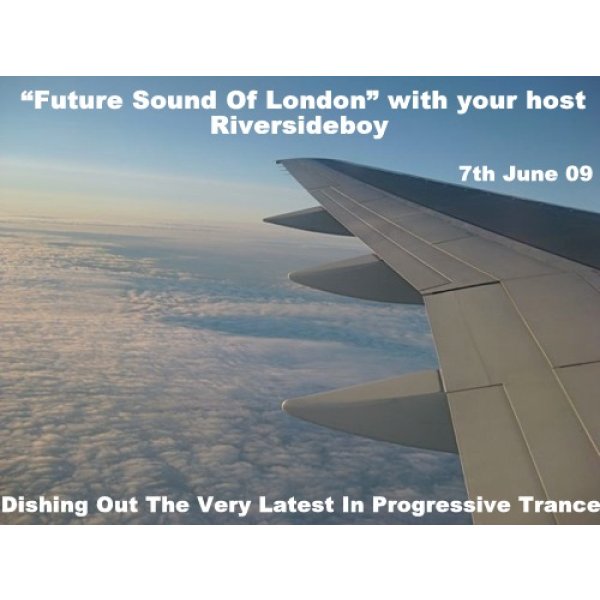 “Future Sound Of London” with your host
Riversideboy
7th June 09
Dishing Out The Very Latest In Progressive Trance